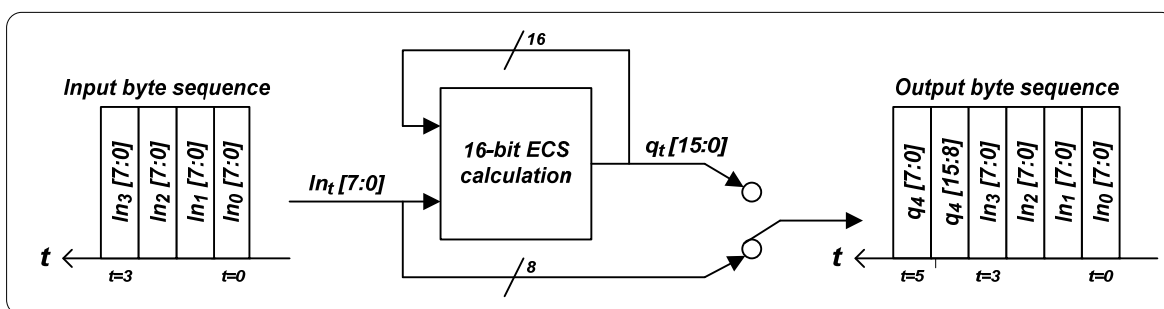 16
Input byte sequence
In3 [7:0]
In2 [7:0]
In1 [7:0]
In0 [7:0]
t
t=3
t=0
Int [7:0]
16-bit ECS
calculation
qt [15:0]
8
Output byte sequence
q4 [7:0]
q4 [15:8]
In3 [7:0]
In2 [7:0]
In1 [7:0]
In0 [7:0]
t
t=5
t=3
t=0